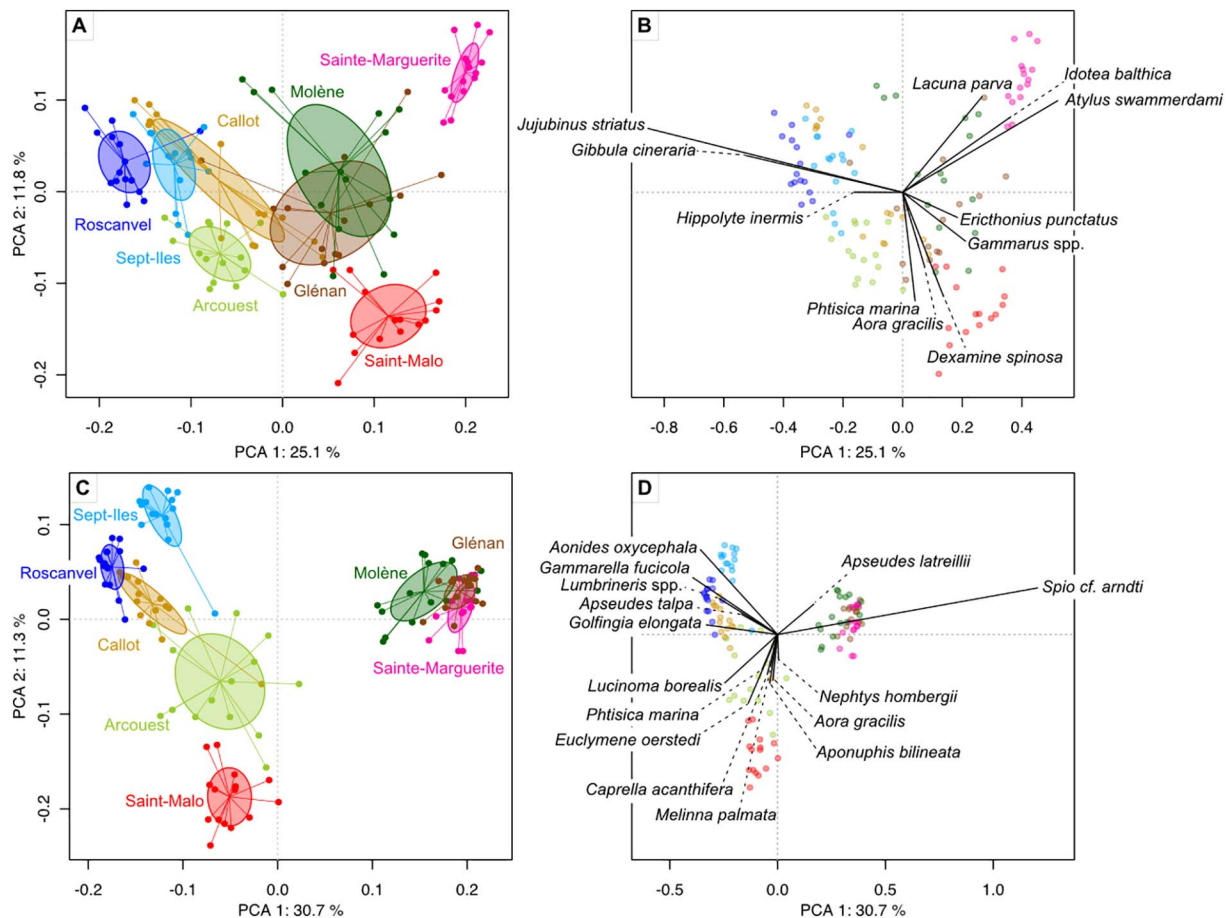 A
Sainte-Marguerite
Molène
Callot
Roscanvel
Sept-Iles
Arcouest
Glénan
Saint-Malo
0.1
0.0
-0.1
-0.2
PCA 2: 11.8 %
-0.2 -0.1 0.0 0.1 0.2
PCA 1: 25.1 %
B
Idotea balthica
Lacuna parva
Atylus swammerdami
Jujubinus striatus
Gibbula cineraria
Hippolyte inermis
Ericthonius punctatus
Gammarus spp.
Phtisica marina
Aora gracilis
Dexamine spinosa
-0.8 -0.6 -0.4 -0.2 0.0 0.2 0.4
PCA 1: 25.1 %
C
Sept-Iles
Roscanvel
Glénan
Molène
Callot
Sainte-Marguerite
Arcouest
Saint-Malo
0.1
0.0
-0.1
-0.2
PCA 2: 11.3 %
-0.2 -0.1 0.0 0.1 0.2
PCA 1: 30.7 %
D
Aonides oxycephala
Gammarella fucicola
Lumbrineris spp.
Apseudes talpa
Golfingia elongata
Apseudes latreillii
Spio cf. arndti
Lucinoma borealis
Phtisica marina
Euclymene oerstedi
Nephtys hombergii
Aora gracilis
Aponuphis bilineata
Caprella acanthifera
Melinna palmata
-0.5 0.0 0.5 1.0
PCA 1: 30.7 %